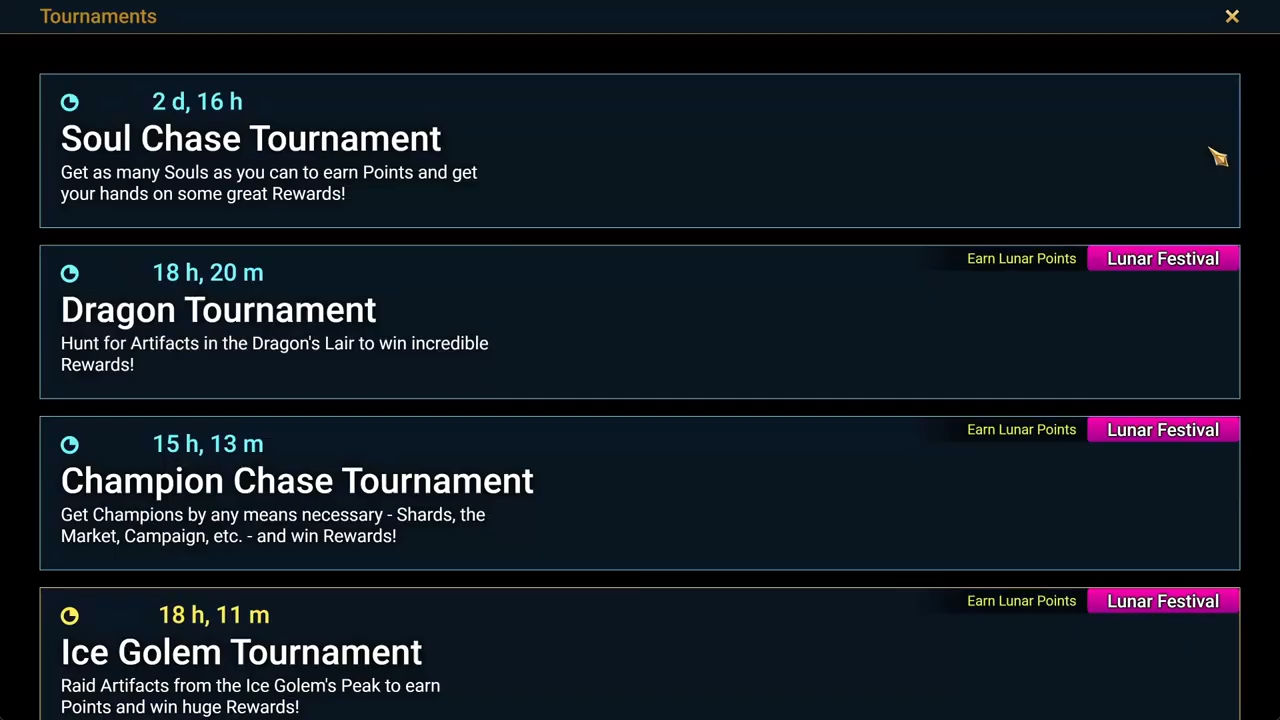 Tournaments
2 d, 16 h
Soul Chase Tournament
Get as many Souls as you can to earn Points and get
your hands on some great Rewards!
18 h, 20 m
Earn Lunar Points
Lunar Festival
Dragon Tournament
Hunt for Artifacts in the Dragon's Lair to win incredible
Rewards!
15 h, 13 m
Earn Lunar Points
Lunar Festival
Champion Chase Tournament
Get Champions by any means necessary - Shards, the
Market, Campaign, etc. - and win Rewards!
18 h, 11 m
Earn Lunar Points
Lunar Festival
Ice Golem Tournament
Raid Artifacts from the Ice Golem's Peak to earn
Points and win huge Rewards!